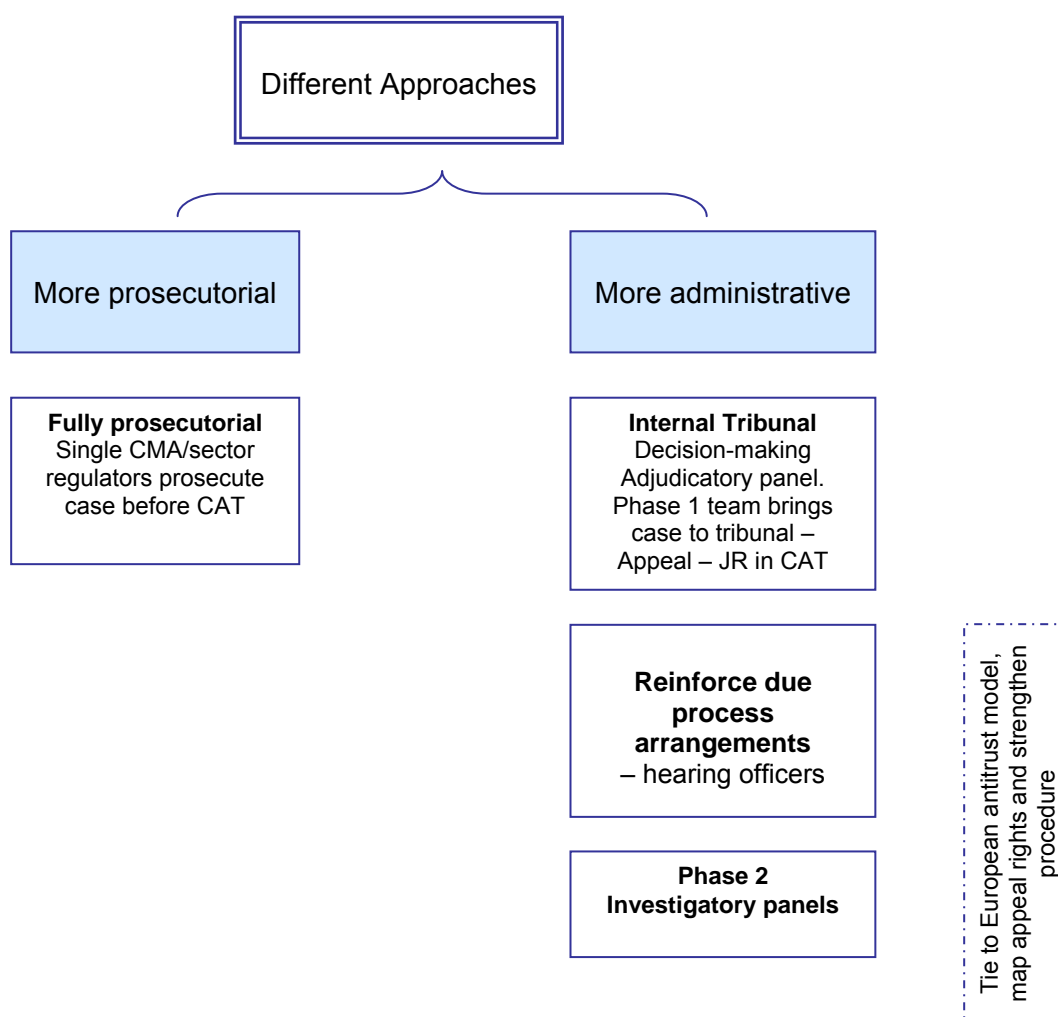 Different Approaches
More prosecutorial
More administrative
Fully prosecutorial
Single CMA/sector
regulators prosecute
case before CAT
Internal Tribunal
Decision-making
Adjudicatory panel.
Phase 1 team brings
case to tribunal –
Appeal – JR in CAT
Reinforce due
process
arrangements
– hearing officers
Phase 2
Investigatory panels
Tie to European antitrust model,
map appeal rights and strengthen
procedure